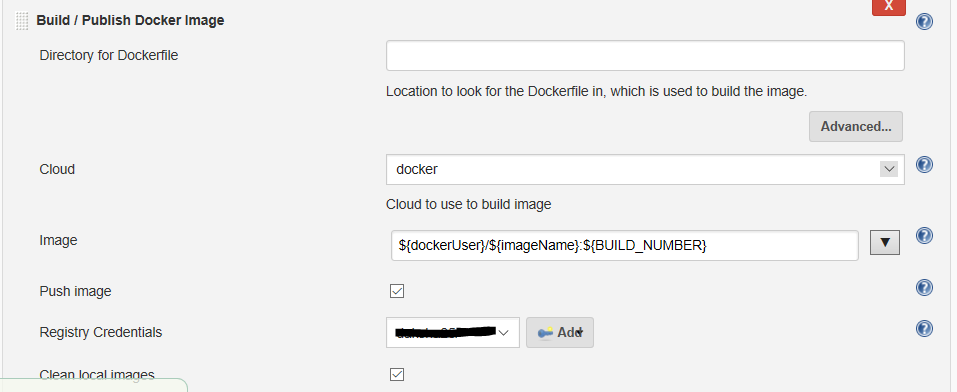 X
Build / Publish Docker Image
Directory for Dockerfile
Location to look for the Dockerfile in, which is used to build the image.
Advanced...
Cloud
docker
Cloud to use to build image
Image
${dockerUser}/${imageName}:${BUILD_NUMBER}
▼
Push image
Registry Credentials
Add
Clean local images